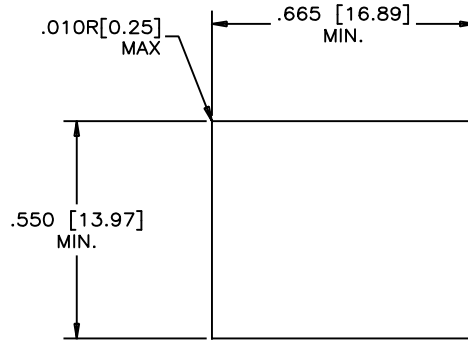 .010R[0.25]
MAX
.665 [16.89]
MIN.
.550 [13.97]
MIN.